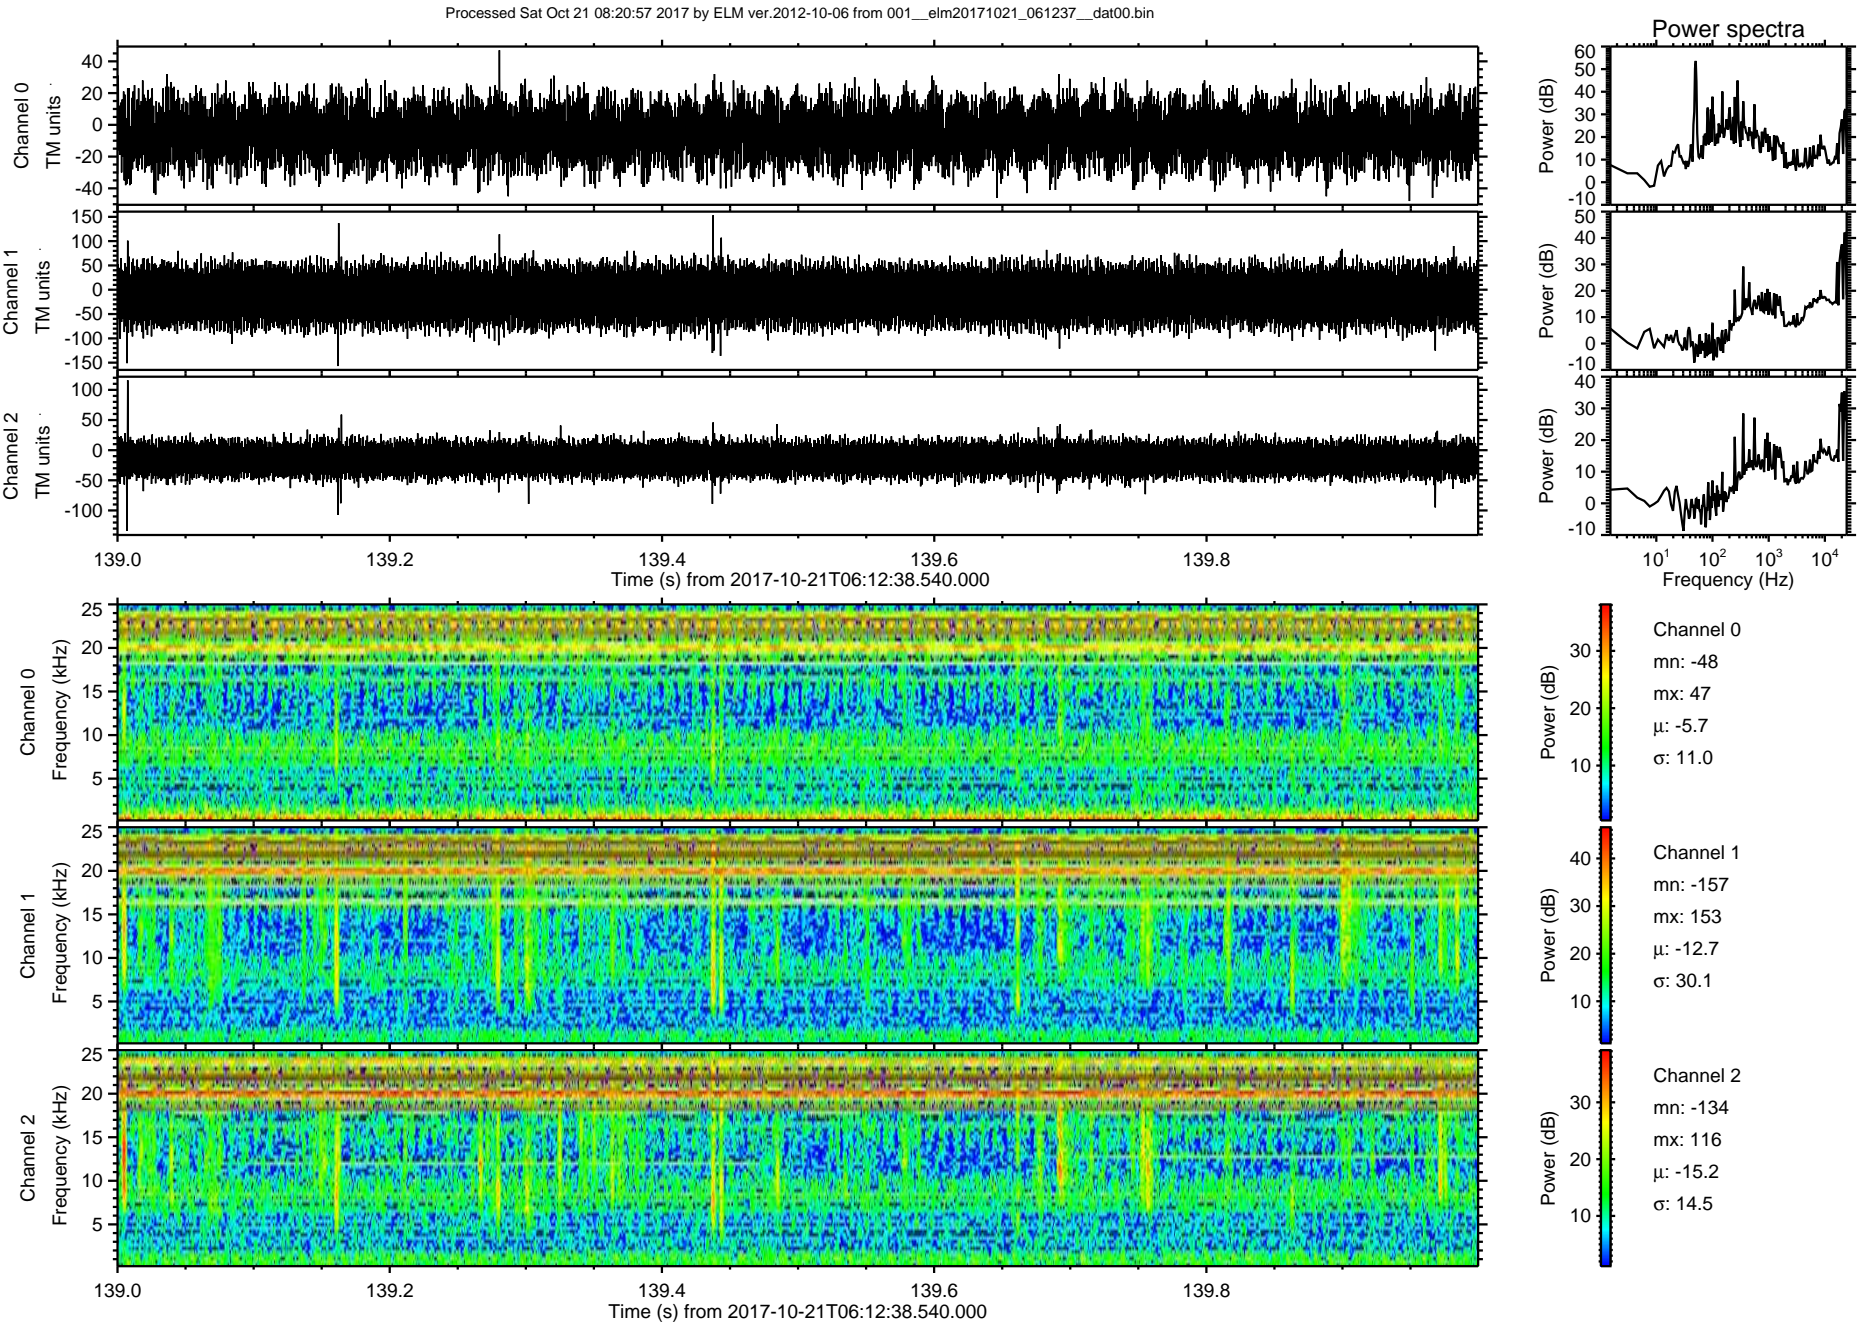 Processed Sat Oct 21 08:20:57 2017 by ELM ver.2012-10-06 from 001__elm20171021_061237__dat00.bin
Power spectra
Channel 0
TM units
40
20
0
-20
-40
Power (dB)
60
50
40
30
20
10
0
-10
Channel 1
TM units
150
100
50
0
-50
-100
-150
Power (dB)
50
40
30
20
10
0
-10
Channel 2
TM units
100
50
0
-50
-100
Power (dB)
40
30
20
10
0
-10
139.0 139.2 139.4 139.6 139.8
Time (s) from 2017-10-21T06:12:38.540.000
10¹ 10² 10³ 10⁴
Frequency (Hz)
Channel 0
Frequency (kHz)
25
20
15
10
5
Power (dB)
30
20
10
Channel 0
mn: -48
mx: 47
μ: -5.7
σ: 11.0
Channel 1
Frequency (kHz)
25
20
15
10
5
Power (dB)
40
30
20
10
Channel 1
mn: -157
mx: 153
μ: -12.7
σ: 30.1
Channel 2
Frequency (kHz)
25
20
15
10
5
Power (dB)
30
20
10
Channel 2
mn: -134
mx: 116
μ: -15.2
σ: 14.5
139.0 139.2 139.4 139.6 139.8
Time (s) from 2017-10-21T06:12:38.540.000